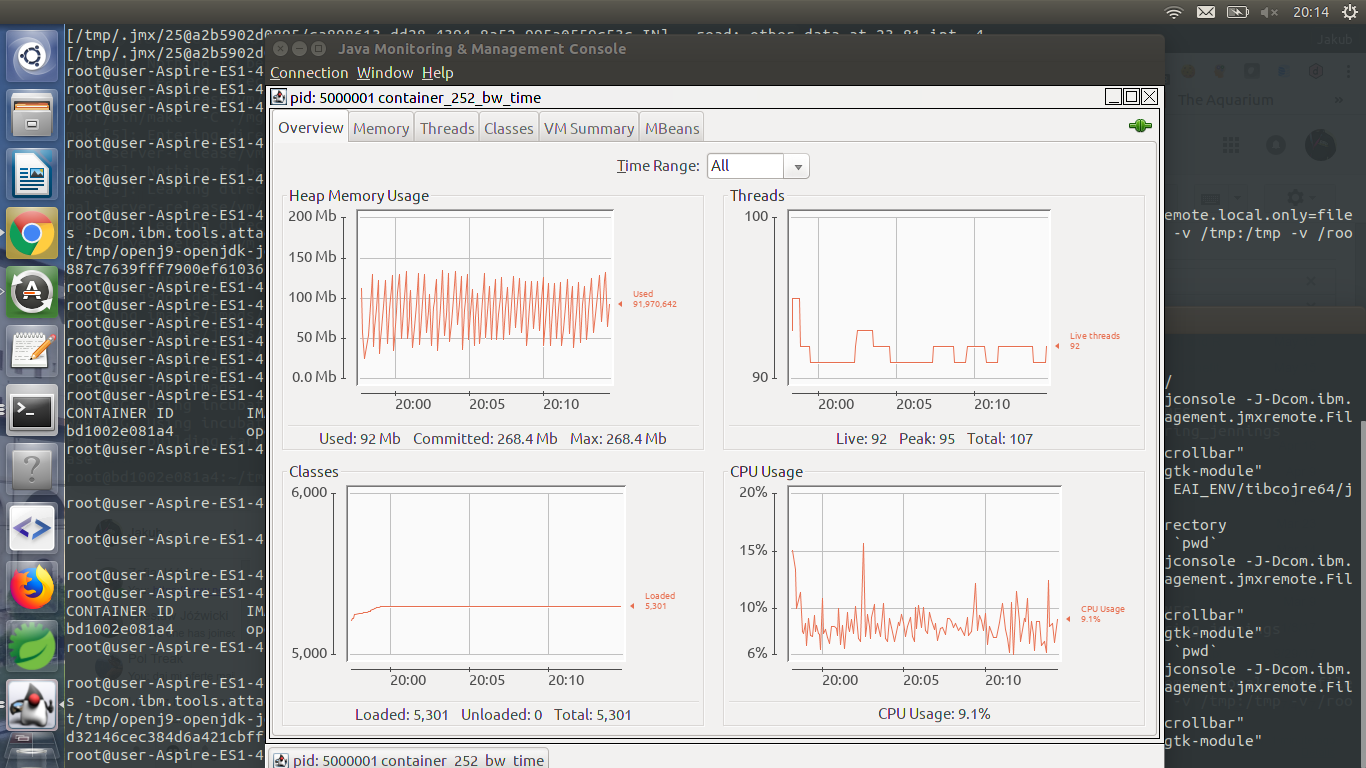 20:14
[/tmp/.jmx/25@a2b5902d0895/ca898613
[/tmp/.jmx/25@a2b5902d0
Java Monitoring & Management Console
Jakub
root@user-Aspire-ES1-4
Connection Window Help
root@user-Aspire-ES1-4
pid: 5000001 container_252_bw_time
The Aquarium
root@user-Aspire-ES1-4
Overview Memory Threads Classes VM Summary MBeans
root@user-Aspire-ES1-4
Time Range: All
root@user-Aspire-ES1-4
Heap Memory Usage
200 Mb
150 Mb
100 Mb
50 Mb
0.0 Mb
Used
91,970,642
20:00 20:05 20:10
Used: 92 Mb Committed: 268.4 Mb Max: 268.4 Mb
Threads
100
90
Live threads
92
20:00 20:05 20:10
Live: 92 Peak: 95 Total: 107
Classes
6,000
5,000
Loaded
5,301
20:00 20:05 20:10
Loaded: 5,301 Unloaded: 0 Total: 5,301
CPU Usage
20%
15%
10%
6%
CPU Usage
9.1%
20:00 20:05 20:10
CPU Usage: 9.1%
pid: 5000001 container_252_bw_time
root@user-Aspire-ES1-4
s -Dcom.ibm.tools.atta
t/tmp/openj9-openjdk-j
887c7639fff7900ef61036
root@user-Aspire-ES1-4
root@user-Aspire-ES1-4
root@user-Aspire-ES1-4
root@user-Aspire-ES1-4
root@user-Aspire-ES1-4
root@user-Aspire-ES1-4
root@user-Aspire-ES1-4
CONTAINER ID IM
bd1002e081a4 op
root@user-Aspire-ES1-4
root@user-Aspire-ES1-4
root@user-Aspire-ES1-4
root@user-Aspire-ES1-4
root@user-Aspire-ES1-4
CONTAINER ID IM
bd1002e081a4 op
root@user-Aspire-ES1-4
root@user-Aspire-ES1-4
s -Dcom.ibm.tools.atta
t/tmp/openj9-openjdk-j
d32146cec384d6a421cbff
root@user-Aspire-ES1-4
emote.local.only=file
-v /tmp:/tmp -v /roo
/
jconsole -J-Dcom.ibm.
agement.jmxremote.Fil
crollbar"
gtk-module"
EAI_ENV/tibcojre64/j
rectory
`pwd`
jconsole -J-Dcom.ibm.
agement.jmxremote.Fil
crollbar"
gtk-module"
`pwd`
jconsole -J-Dcom.ibm.
agement.jmxremote.Fil
crollbar"
gtk-module"